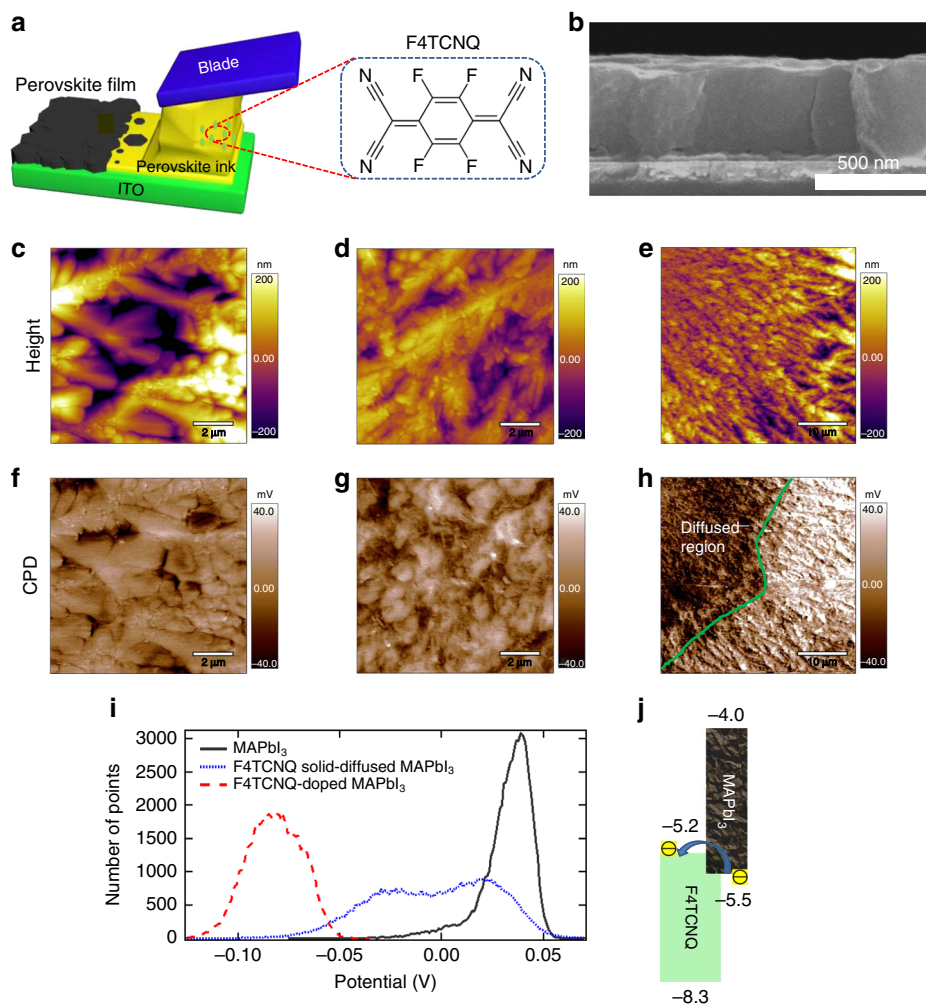 a
F4TCNQ
Blade
Perovskite film
Perovskite ink
ITO
N
N
F
F
F
F
N
N
b
500 nm
c
nm
200
0.00
−200
2 μm
Height
d
nm
200
0.00
−200
2 μm
e
nm
200
0.00
−200
10 μm
f
mV
40.0
0.00
−40.0
2 μm
CPD
g
mV
40.0
0.00
−40.0
2 μm
h
Diffused
region
mV
40.0
0.00
−40.0
10 μm
i
3000
2500
2000
1500
1000
500
0
Number of points
MAPbI3
F4TCNQ solid-diffused MAPbI3
F4TCNQ-doped MAPbI3
−0.10
−0.05
0.00
0.05
Potential (V)
j
−4.0
MAPbI3
−5.2
−5.5
F4TCNQ
−8.3